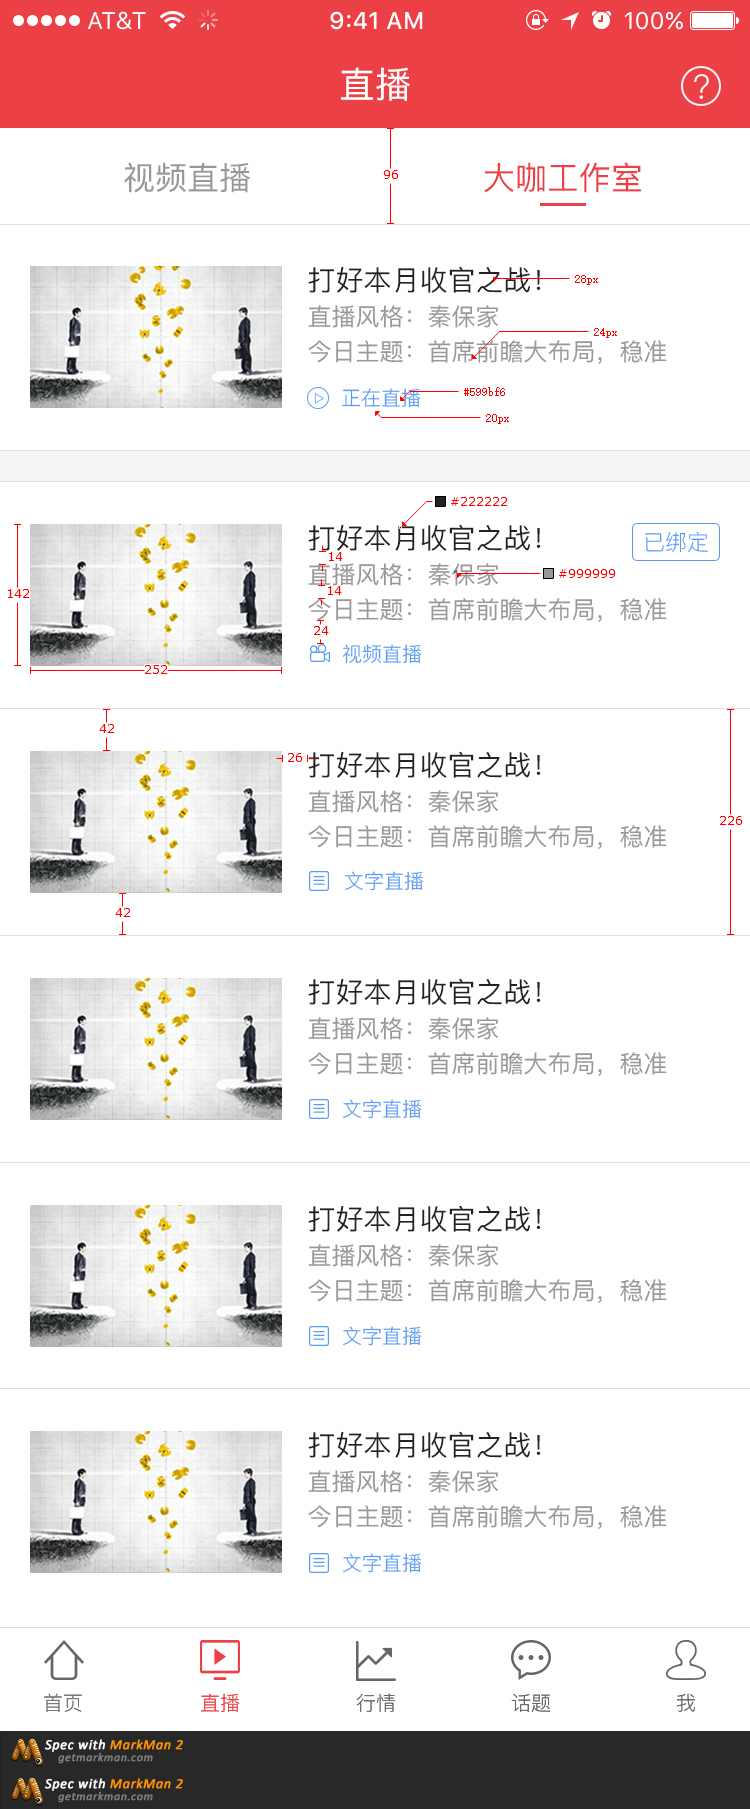 AT&T 9:41 AM 100%
直播
视频直播 96 大咖工作室
打好本月收官之战! 28px
直播风格：秦保家
24px
今日主题：首席前瞻大布局，稳准
正在直播 #599bf6
20px
#222222
打好本月收官之战! 已绑定
14
直播风格：秦保家 #999999
142 14
今日主题：首席前瞻大布局，稳准
24
视频直播
252
42
26 打好本月收官之战!
直播风格：秦保家
226
今日主题：首席前瞻大布局，稳准
文字直播
42
打好本月收官之战!
直播风格：秦保家
今日主题：首席前瞻大布局，稳准
文字直播
打好本月收官之战!
直播风格：秦保家
今日主题：首席前瞻大布局，稳准
文字直播
打好本月收官之战!
直播风格：秦保家
今日主题：首席前瞻大布局，稳准
文字直播
首页 直播 行情 话题 我
Spec with MarkMan 2
getmarkman.com
Spec with MarkMan 2
getmarkman.com